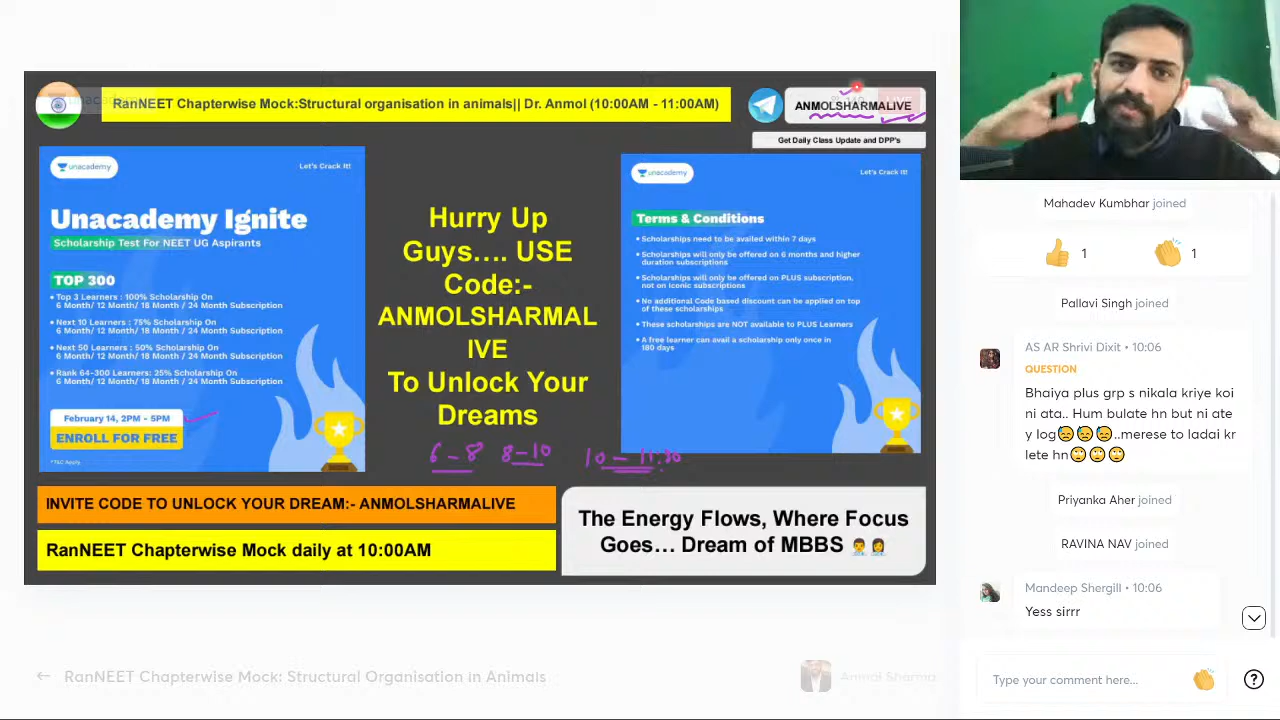 RanNEET Chapterwise Mock:Structural organisation in animals|| Dr. Anmol (10:00AM - 11:00AM)
ANMOLSHARMALIVE
Get Daily Class Update and DPP's
unacademy
Let's Crack It!
Unacademy Ignite
Scholarship Test For NEET UG Aspirants
TOP 300
• Top 3 Learners : 100% Scholarship On
6 Month/ 12 Month/ 18 Month / 24 Month Subscription
• Next 10 Learners : 75% Scholarship On
6 Month/ 12 Month/ 18 Month / 24 Month Subscription
• Next 50 Learners : 50% Scholarship On
6 Month/ 12 Month/ 18 Month / 24 Month Subscription
• Rank 64-300 Learners: 25% Scholarship On
6 Month/ 12 Month/ 18 Month / 24 Month Subscription
February 14, 2PM - 5PM
ENROLL FOR FREE
*T&C Apply
Hurry Up
Guys.... USE
Code:-
ANMOLSHARMAL
IVE
To Unlock Your
Dreams
6 - 8 8 - 10 10 - 11:30
unacademy
Let's Crack It!
Terms & Conditions
• Scholarships need to be availed within 7 days
• Scholarships will only be offered on 6 months and higher
duration subscriptions
• Scholarships will only be offered on PLUS subscription,
not on Iconic subscriptions
• No additional Code based discount can be applied on top
of these scholarships
• These scholarships are NOT available to PLUS Learners
• A free learner can avail a scholarship only once in
180 days
INVITE CODE TO UNLOCK YOUR DREAM:- ANMOLSHARMALIVE
RanNEET Chapterwise Mock daily at 10:00AM
The Energy Flows, Where Focus
Goes... Dream of MBBS 👨‍⚕️👩‍⚕️
← RanNEET Chapterwise Mock: Structural Organisation in Animals
Anmol Sharma
Mahadev Kumbhar joined
👍 1
👏 1
Pallavi Singh joined
AS AR Shrivi Dixit • 10:06
QUESTION
Bhaiya plus grp s nikala kriye koi
ni ata.. Hum bulate hn but ni ate
y log😣😣😣..merese to ladai kr
lete hn🙄🙄🙄
Priyanka Aher joined
RAVINA NAV joined
Mandeep Shergill • 10:06
Yess sirrr
Type your comment here...